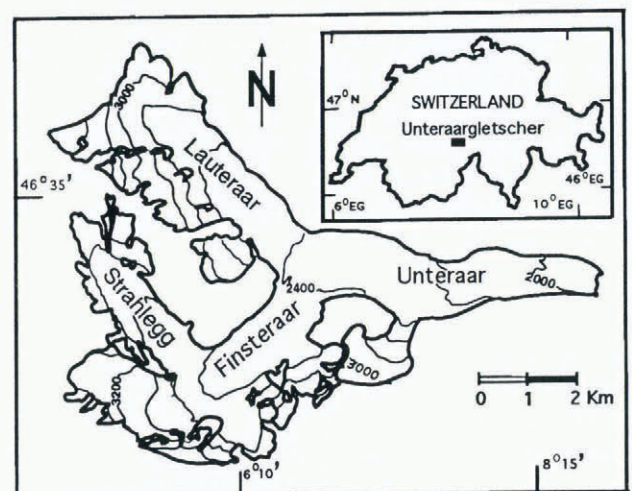 3000
N
Lauteraar
46° 35'
Strahlegg
2400
Unteraar
2000
Finsteraar
3000
3200
0 1 2 Km
6° 10'
8° 15'
47° N
SWITZERLAND
Unteraargletscher
6° EG
10° EG
46° EG